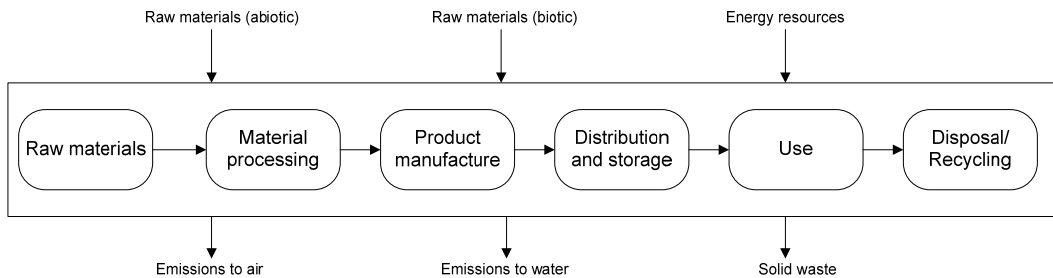 Raw materials (abiotic)
Raw materials (biotic)
Energy resources
Raw materials
Material
processing
Product
manufacture
Distribution
and storage
Use
Disposal/
Recycling
Emissions to air
Emissions to water
Solid waste